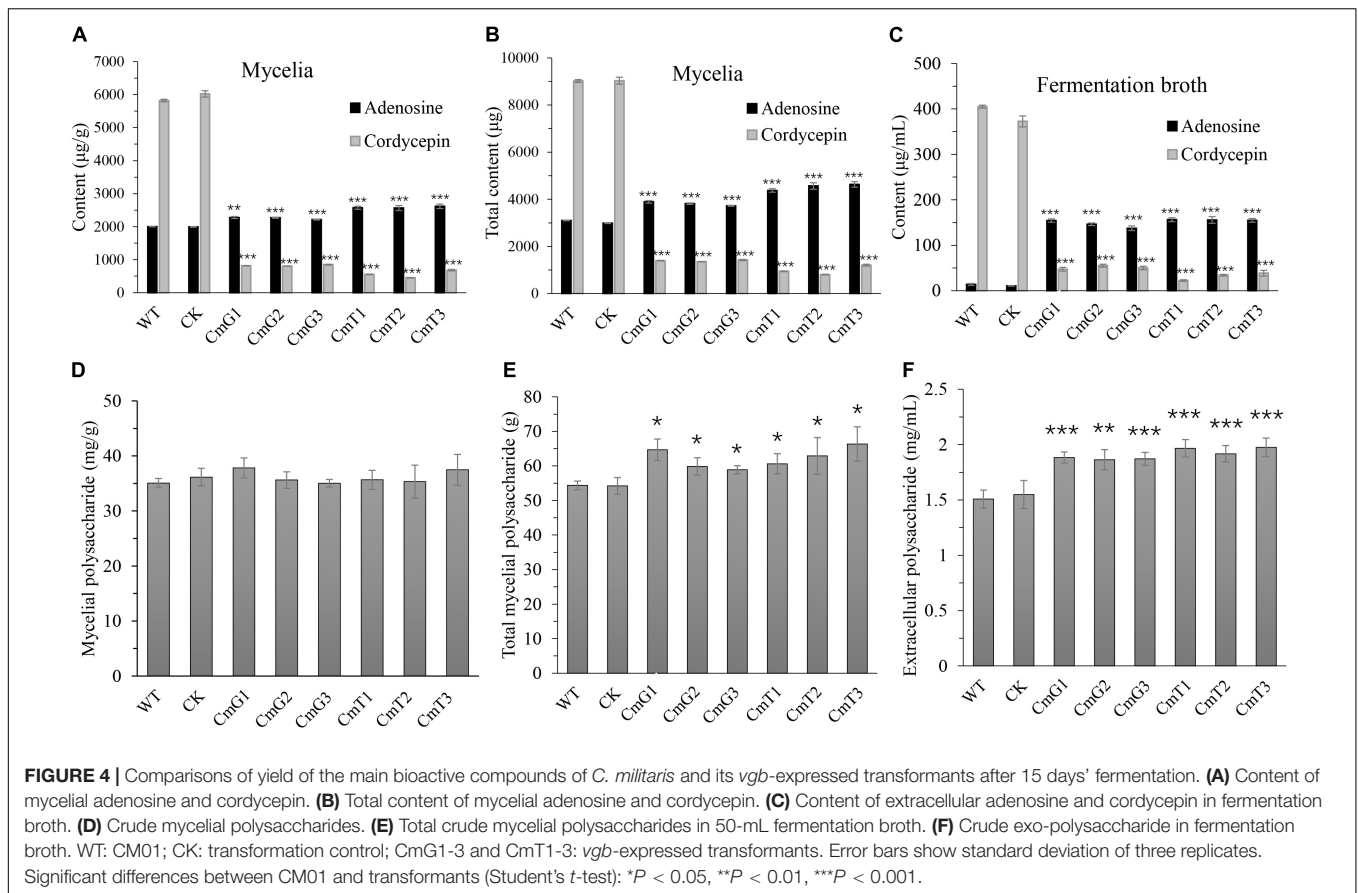 A
7000
6000
5000
4000
3000
2000
1000
0
Content (µg/g)
Mycelia
Adenosine
Cordycepin
** *** *** *** *** ***
*** *** *** *** *** ***
WT CK CmG1 CmG2 CmG3 CmT1 CmT2 CmT3
B
10000
8000
6000
4000
2000
0
Total content (µg)
Mycelia
Adenosine
Cordycepin
*** *** *** *** *** ***
*** *** *** *** *** ***
WT CK CmG1 CmG2 CmG3 CmT1 CmT2 CmT3
C
500
400
300
200
100
0
Content (µg/mL)
Fermentation broth
Adenosine
Cordycepin
*** *** *** *** *** ***
*** *** *** *** *** ***
WT CK CmG1 CmG2 CmG3 CmT1 CmT2 CmT3
D
50
40
30
20
10
0
Mycelial polysaccharide (mg/g)
WT CK CmG1 CmG2 CmG3 CmT1 CmT2 CmT3
E
80
70
60
50
40
30
20
10
0
Total mycelial polysaccharide (g)
* * * * * *
WT CK CmG1 CmG2 CmG3 CmT1 CmT2 CmT3
F
2.5
2
1.5
1
0.5
0
Extracellular polysaccharide (mg/mL)
*** ** *** *** *** ***
WT CK CmG1 CmG2 CmG3 CmT1 CmT2 CmT3
FIGURE 4 | Comparisons of yield of the main bioactive compounds of C. militaris and its vgb-expressed transformants after 15 days' fermentation. (A) Content of
mycelial adenosine and cordycepin. (B) Total content of mycelial adenosine and cordycepin. (C) Content of extracellular adenosine and cordycepin in fermentation
broth. (D) Crude mycelial polysaccharides. (E) Total crude mycelial polysaccharides in 50-mL fermentation broth. (F) Crude exo-polysaccharide in fermentation
broth. WT: CM01; CK: transformation control; CmG1-3 and CmT1-3: vgb-expressed transformants. Error bars show standard deviation of three replicates.
Significant differences between CM01 and transformants (Student's t-test): *P < 0.05, **P < 0.01, ***P < 0.001.